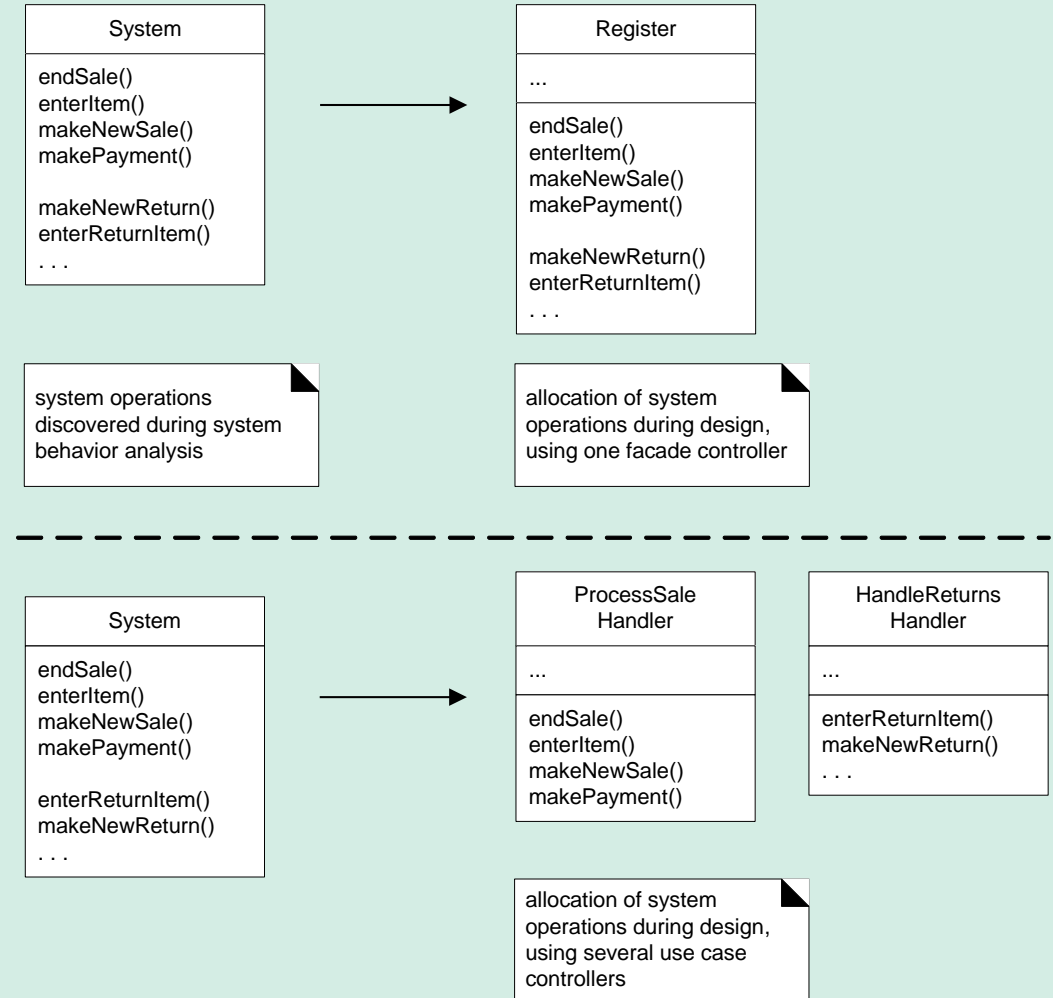 System
endSale()
enterItem()
makeNewSale()
makePayment()
makeNewReturn()
enterReturnItem()
. . .
Register
...
endSale()
enterItem()
makeNewSale()
makePayment()
makeNewReturn()
enterReturnItem()
. . .
system operations
discovered during system
behavior analysis
allocation of system
operations during design,
using one facade controller
System
endSale()
enterItem()
makeNewSale()
makePayment()
enterReturnItem()
makeNewReturn()
. . .
ProcessSale
Handler
...
endSale()
enterItem()
makeNewSale()
makePayment()
HandleReturns
Handler
...
enterReturnItem()
makeNewReturn()
. . .
allocation of system
operations during design,
using several use case
controllers